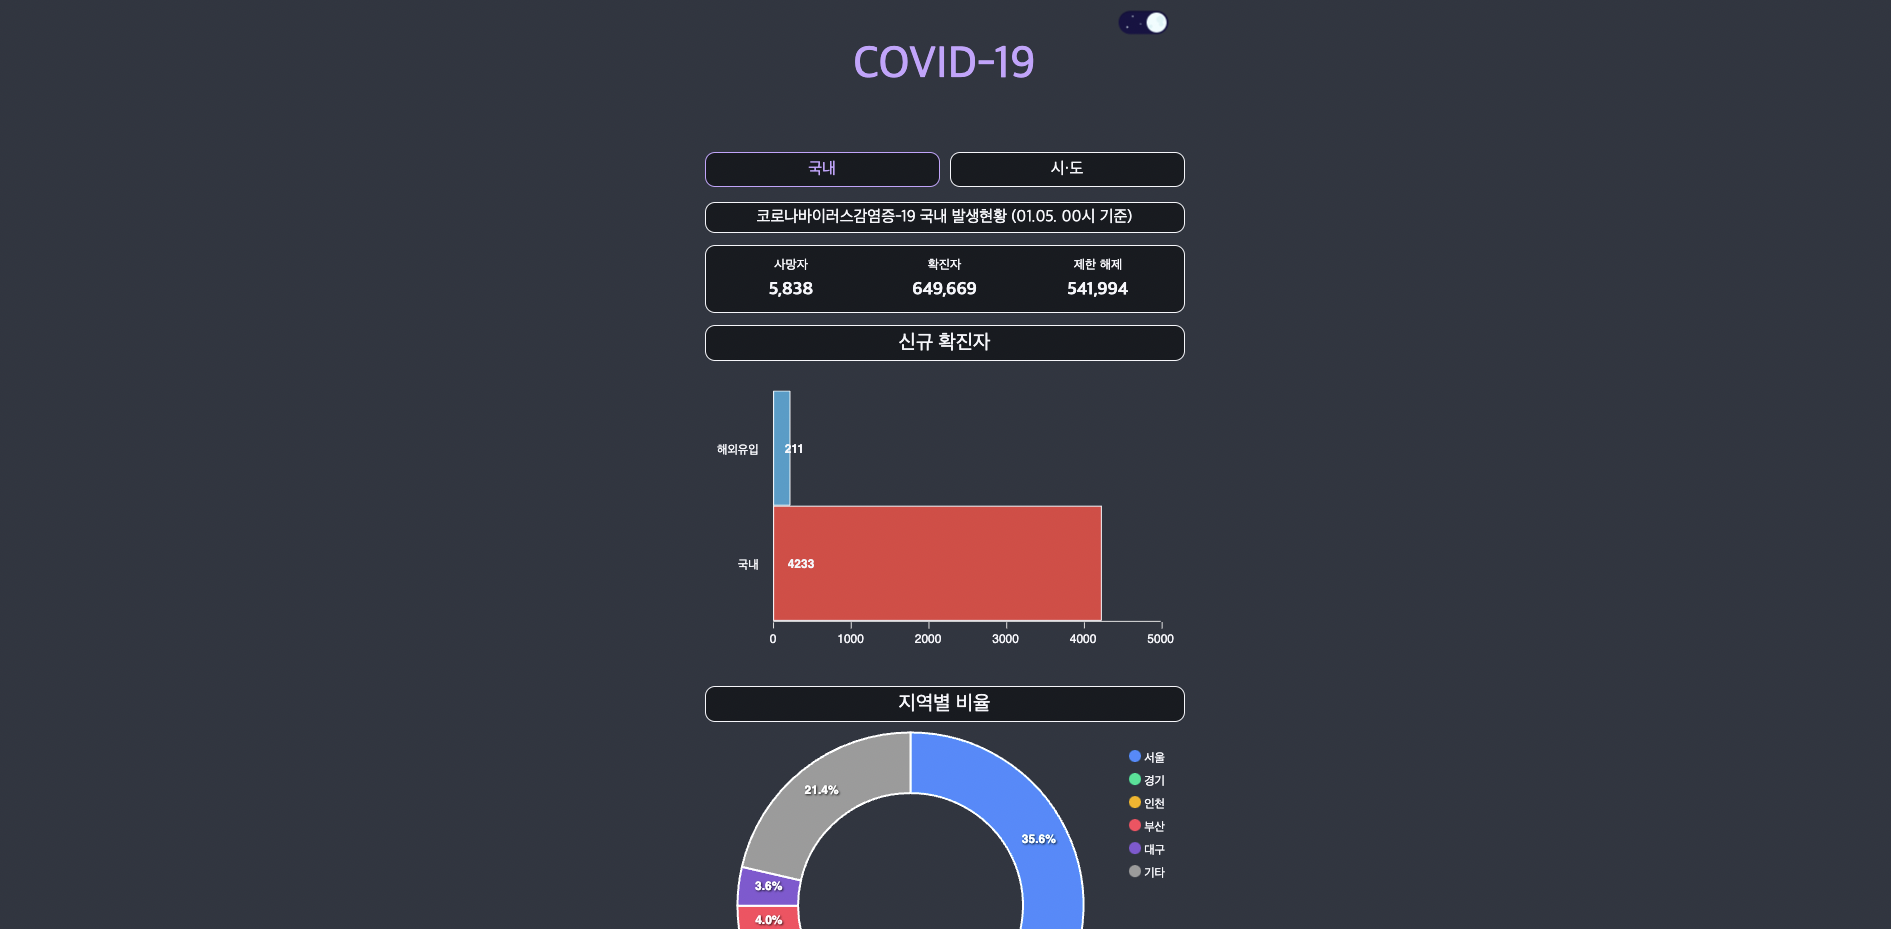 COVID-19
국내
시·도
코로나바이러스감염증-19 국내 발생현황 (01.05. 00시 기준)
사망자 확진자 제한 해제
5,838 649,669 541,994
신규 확진자
해외유입 211
국내 4233
0 1000 2000 3000 4000 5000
지역별 비율
서울
경기
인천
부산
대구
기타
21.4%
35.6%
3.6%
4.0%